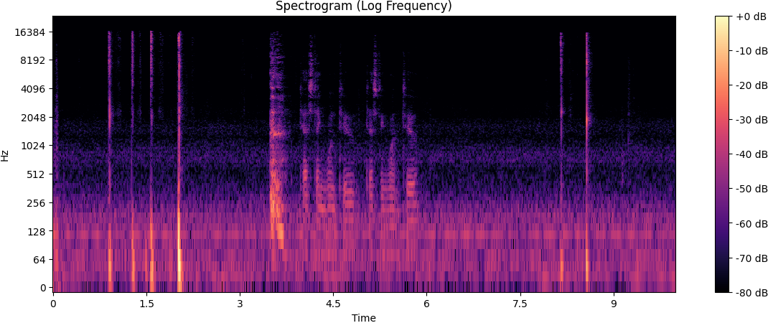 Spectrogram (Log Frequency)
16384
8192
4096
2048
1024
512
256
128
64
0
Hz
0 1.5 3 4.5 6 7.5 9
Time
+0 dB
-10 dB
-20 dB
-30 dB
-40 dB
-50 dB
-60 dB
-70 dB
-80 dB